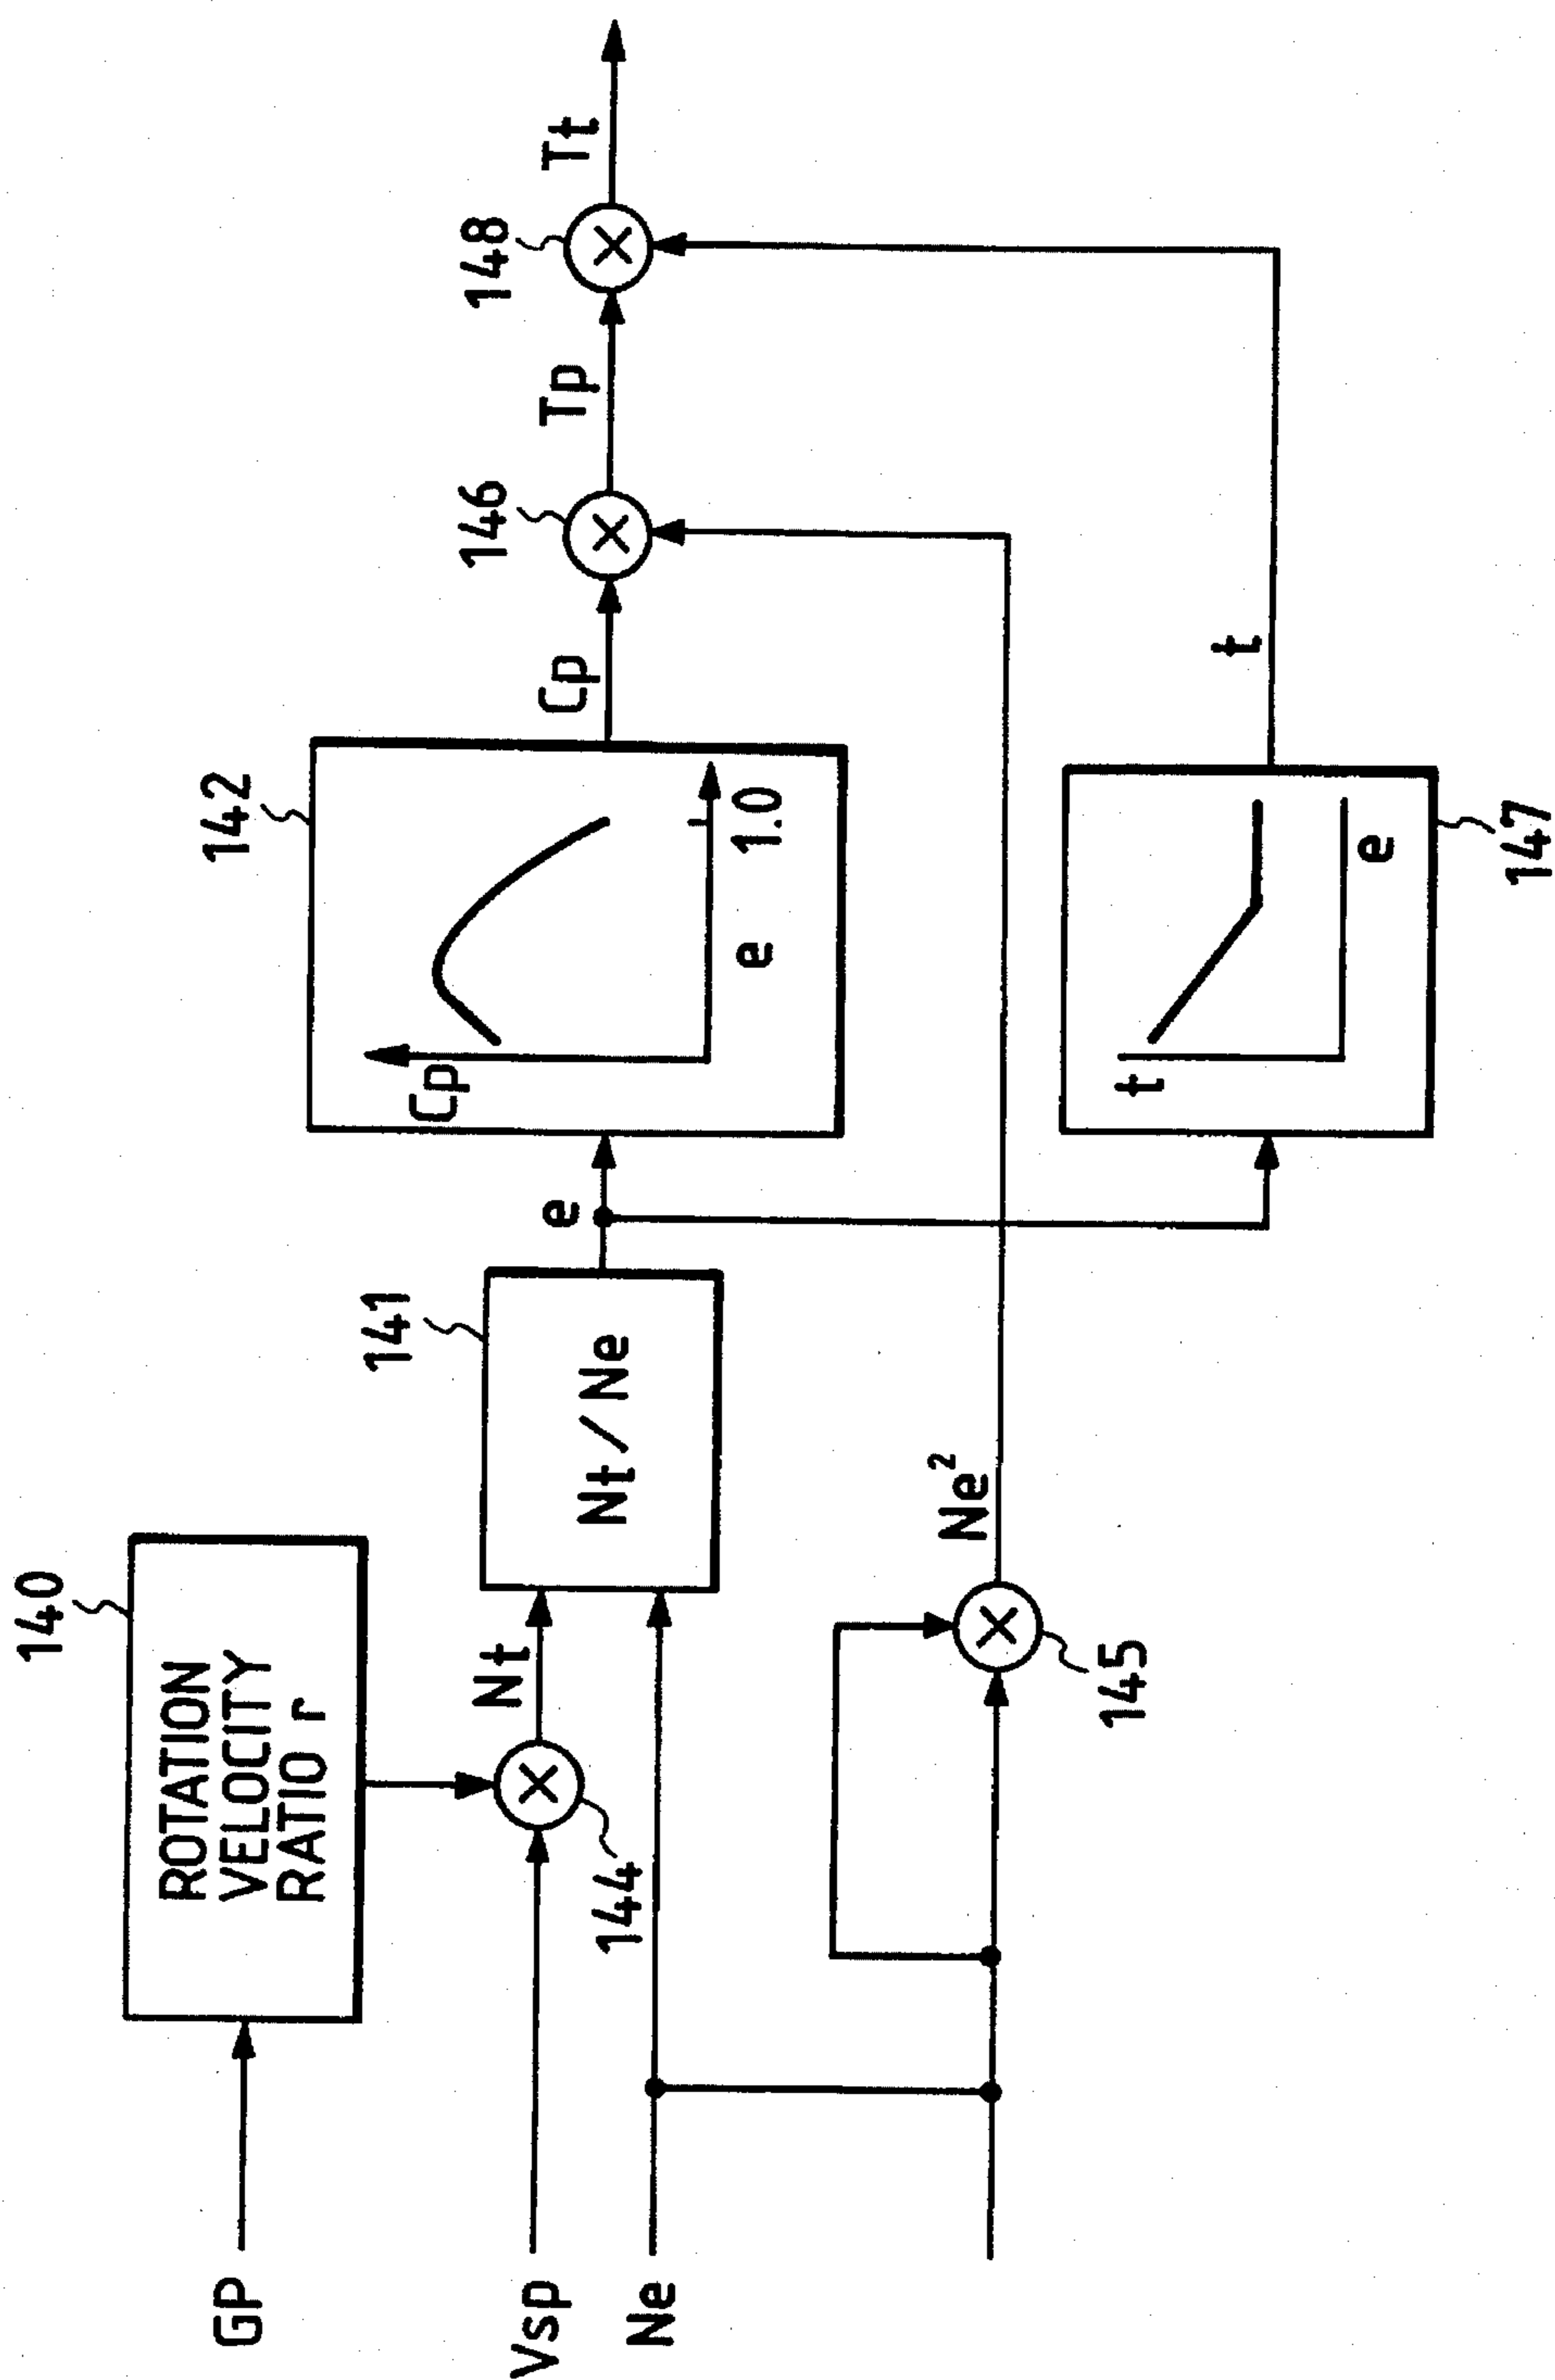 140
ROTATION
VELOCITY
RATIO r
GP
Vsp
Ne
144
Nt
141
Nt/Ne
e
142
Cp
e
1.0
Cp
146
Tp
148
Tt
145
Ne²
t
e
147
t